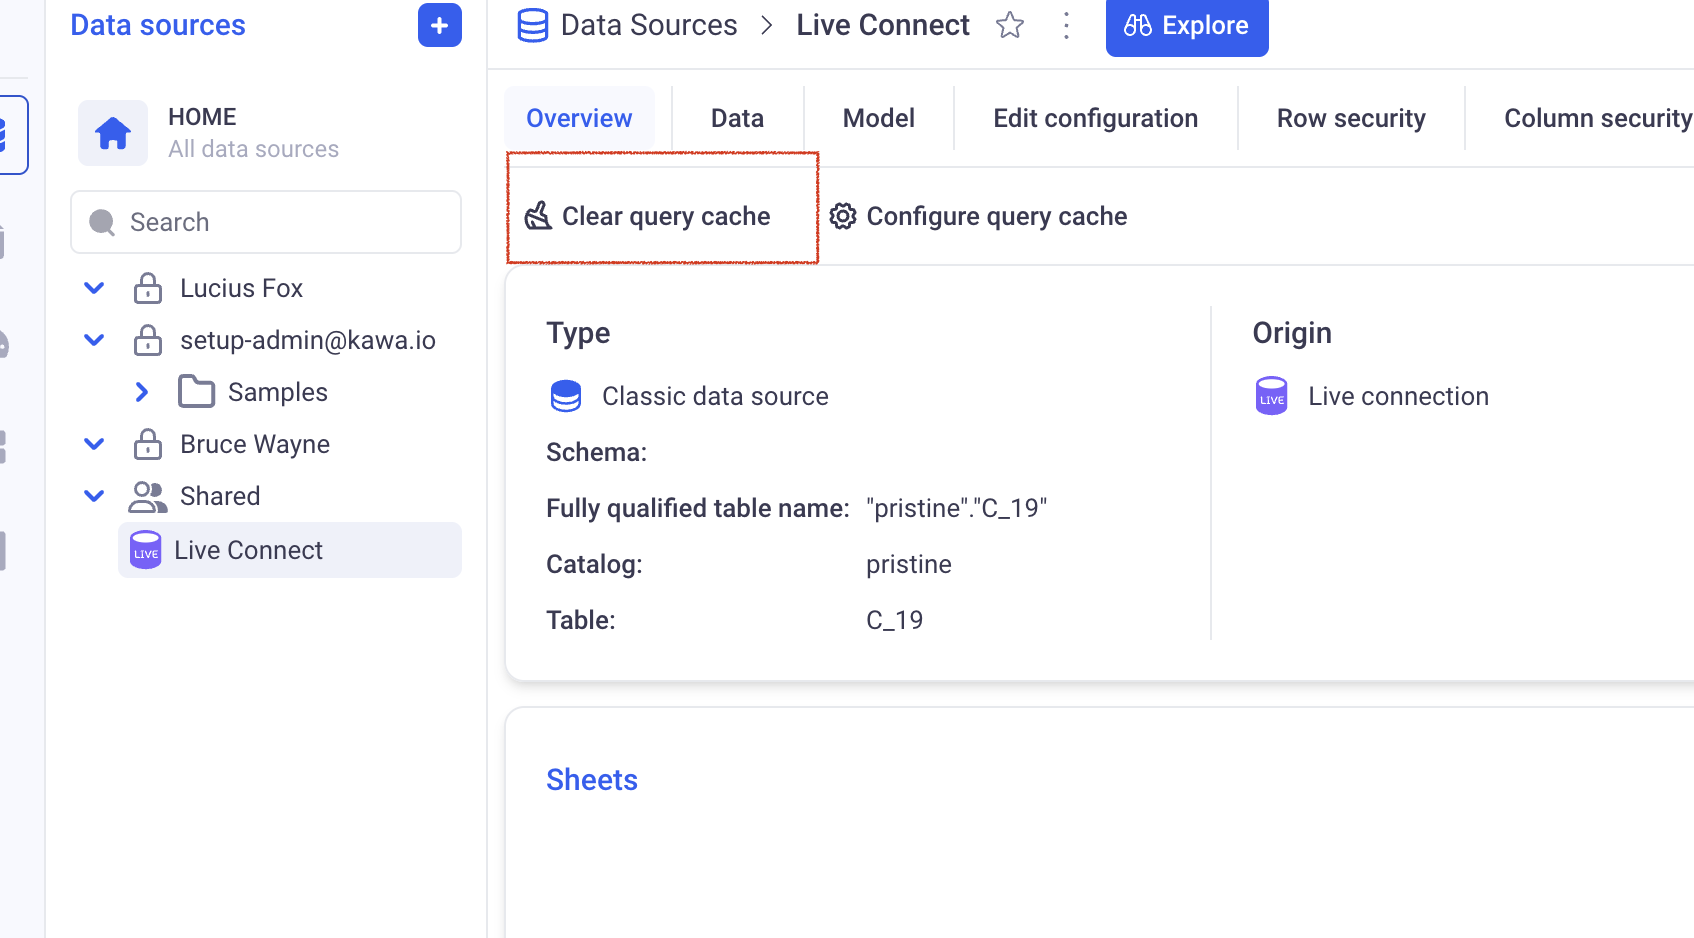 Data sources
Data Sources > Live Connect
Explore
HOME
All data sources
Search
Lucius Fox
setup-admin@kawa.io
Samples
Bruce Wayne
Shared
LIVE Live Connect
Overview
Data
Model
Edit configuration
Row security
Column security
Clear query cache
Configure query cache
Type
Classic data source
Schema:
Fully qualified table name: "pristine"."C_19"
Catalog: pristine
Table: C_19
Origin
LIVE Live connection
Sheets